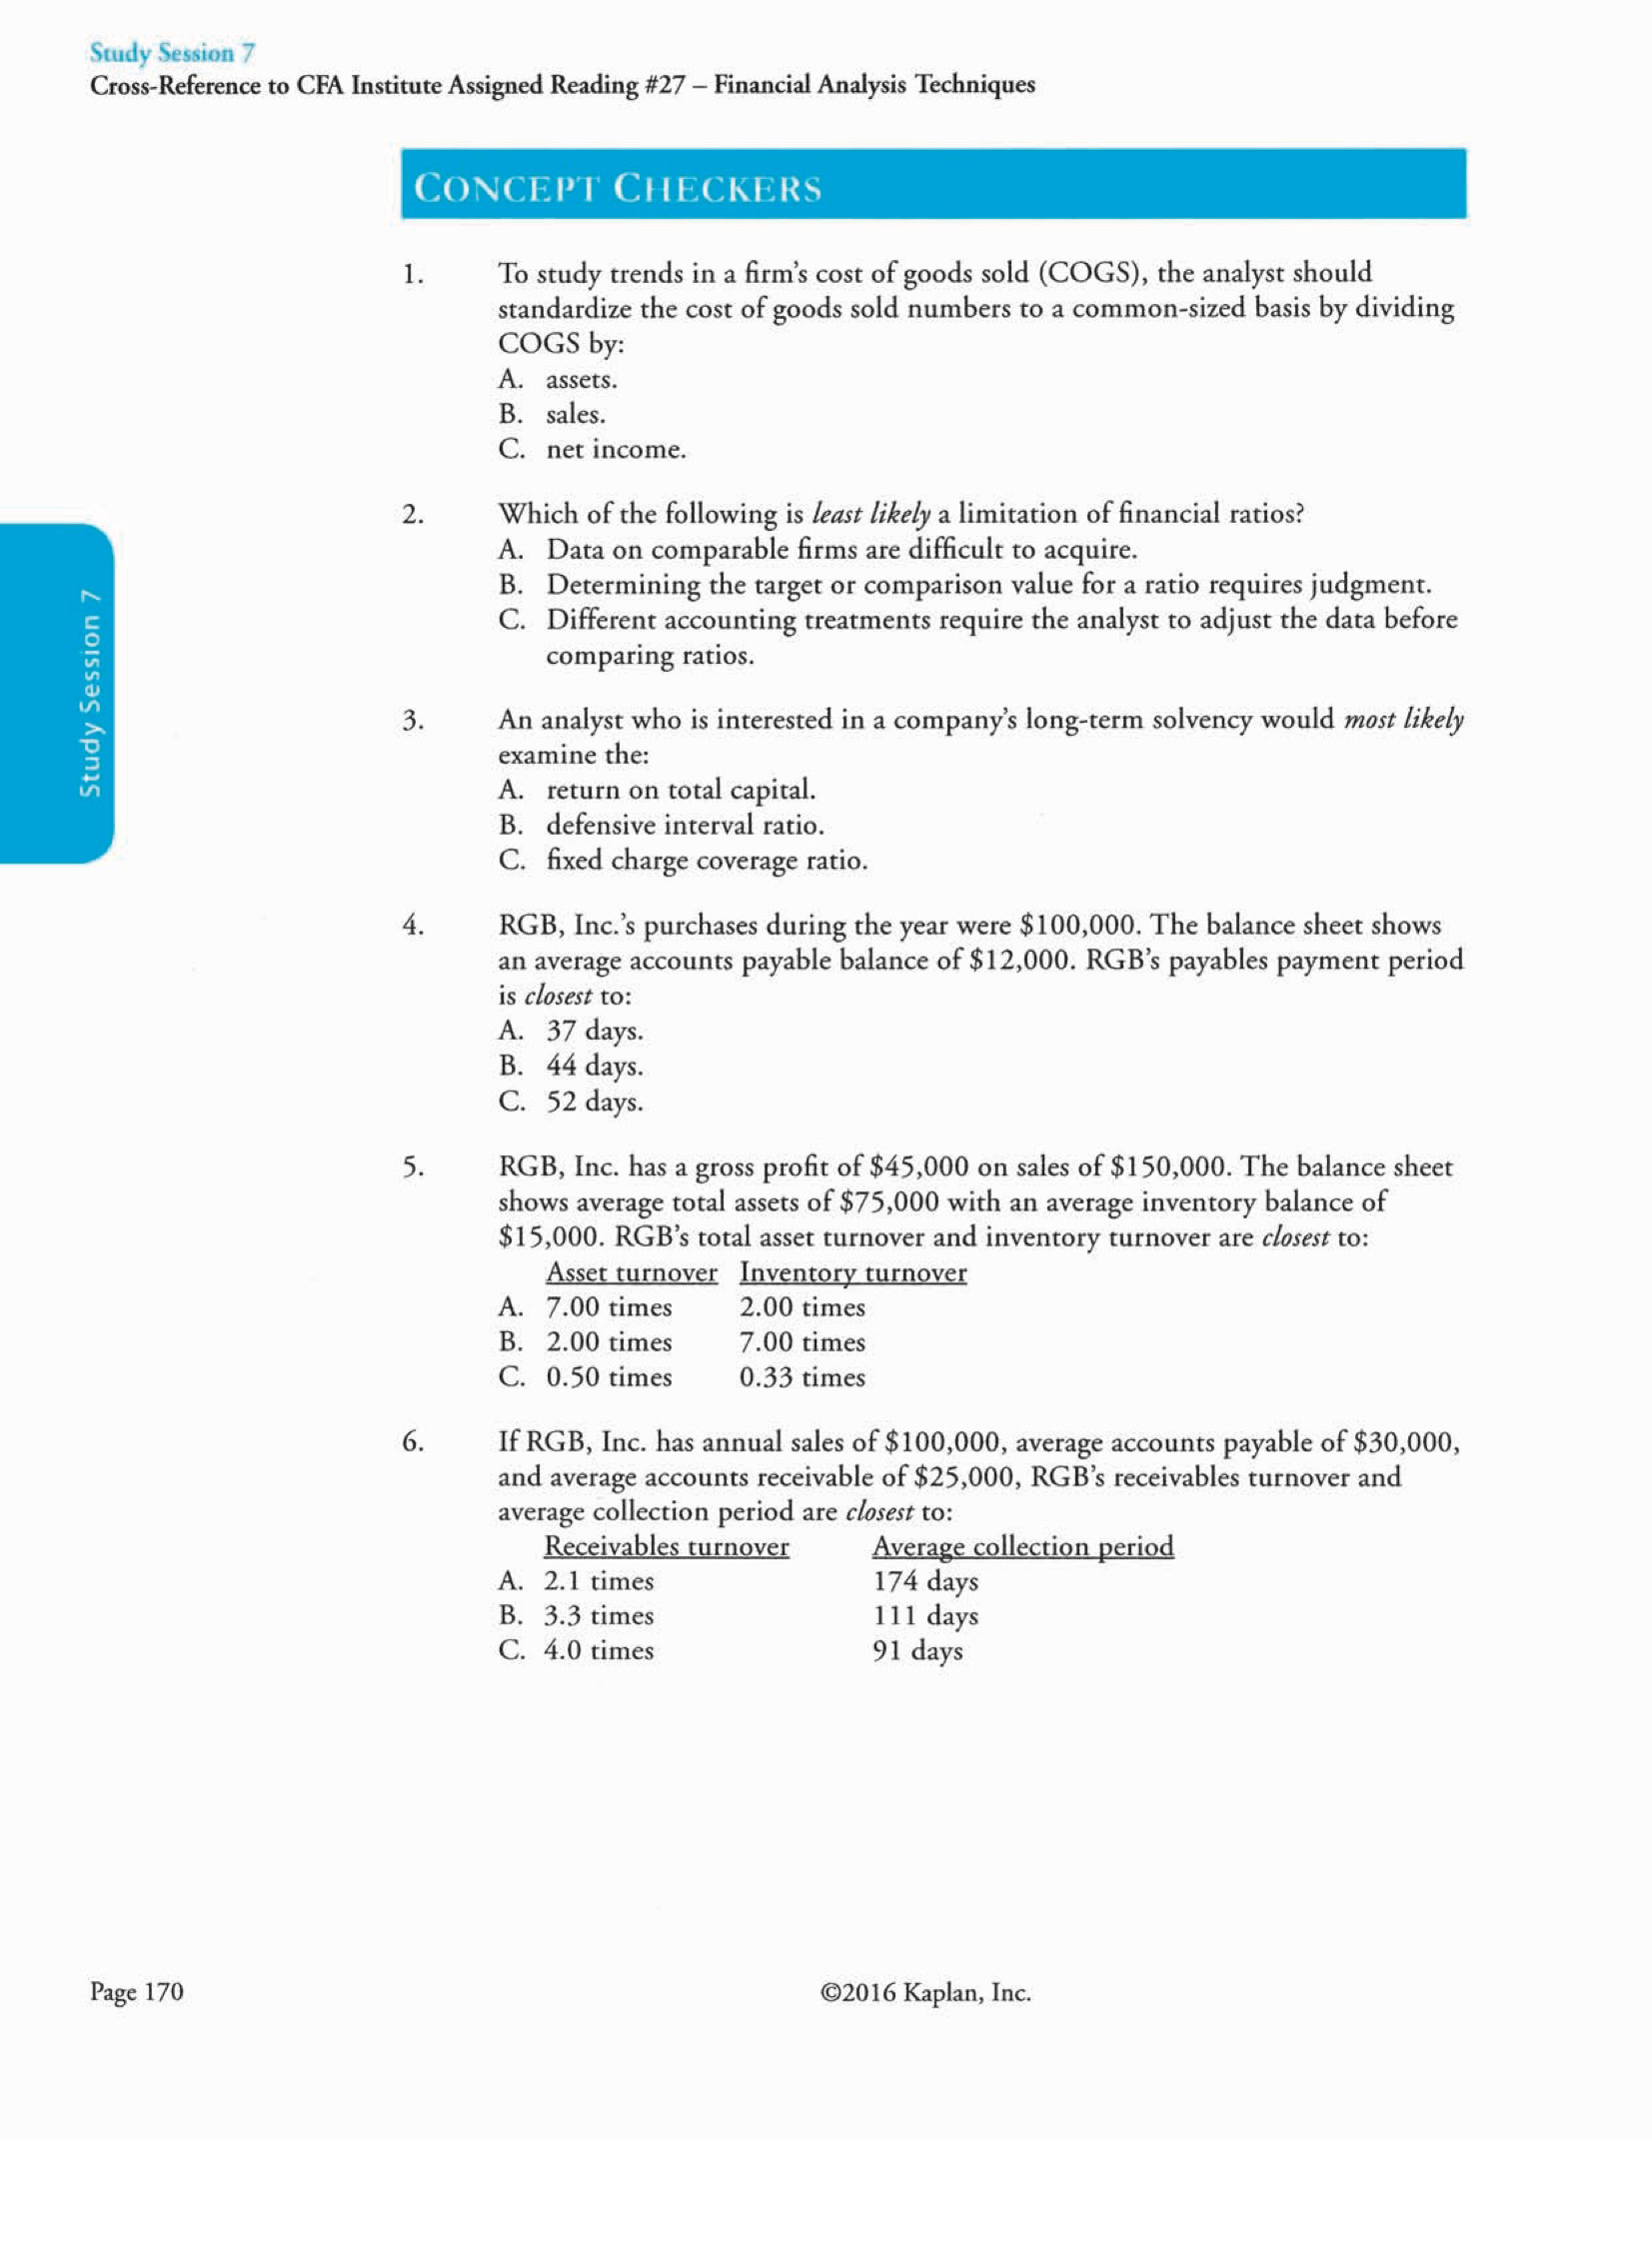 Study Session 7
Cross-Reference to CFA Institute Assigned Reading #27 – Financial Analysis Techniques
CONCEPT CHECKERS
1. To study trends in a firm's cost of goods sold (COGS), the analyst should
standardize the cost of goods sold numbers to a common-sized basis by dividing
COGS by:
A. assets.
B. sales.
C. net income.
2. Which of the following is least likely a limitation of financial ratios?
A. Data on comparable firms are difficult to acquire.
B. Determining the target or comparison value for a ratio requires judgment.
C. Different accounting treatments require the analyst to adjust the data before
comparing ratios.
Study Session 7
3. An analyst who is interested in a company's long-term solvency would most likely
examine the:
A. return on total capital.
B. defensive interval ratio.
C. fixed charge coverage ratio.
4. RGB, Inc.'s purchases during the year were $100,000. The balance sheet shows
an average accounts payable balance of $12,000. RGB's payables payment period
is closest to:
A. 37 days.
B. 44 days.
C. 52 days.
5. RGB, Inc. has a gross profit of $45,000 on sales of $150,000. The balance sheet
shows average total assets of $75,000 with an average inventory balance of
$15,000. RGB's total asset turnover and inventory turnover are closest to:
Asset turnover Inventory turnover
A. 7.00 times 2.00 times
B. 2.00 times 7.00 times
C. 0.50 times 0.33 times
6. If RGB, Inc. has annual sales of $100,000, average accounts payable of $30,000,
and average accounts receivable of $25,000, RGB's receivables turnover and
average collection period are closest to:
Receivables turnover Average collection period
A. 2.1 times 174 days
B. 3.3 times 111 days
C. 4.0 times 91 days
Page 170 ©2016 Kaplan, Inc.